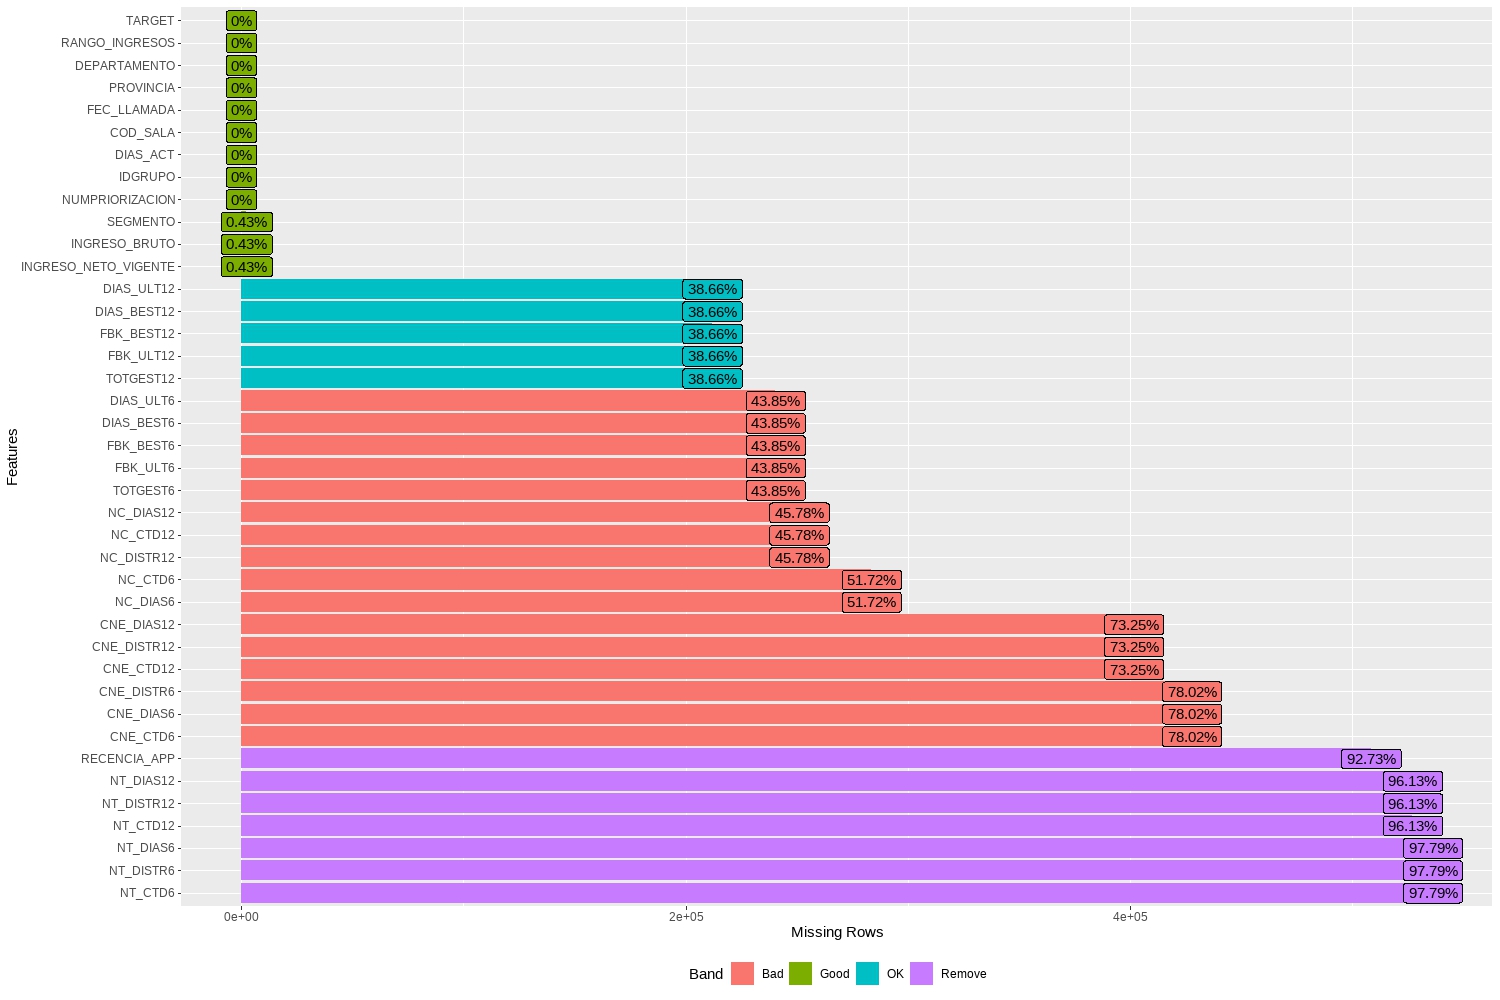 TARGET 0%
RANGO_INGRESOS 0%
DEPARTAMENTO 0%
PROVINCIA 0%
FEC_LLAMADA 0%
COD_SALA 0%
DIAS_ACT 0%
IDGRUPO 0%
NUMPRIORIZACION 0%
SEGMENTO 0.43%
INGRESO_BRUTO 0.43%
INGRESO_NETO_VIGENTE 0.43%
DIAS_ULT12 38.66%
DIAS_BEST12 38.66%
FBK_BEST12 38.66%
FBK_ULT12 38.66%
TOTGEST12 38.66%
DIAS_ULT6 43.85%
DIAS_BEST6 43.85%
FBK_BEST6 43.85%
FBK_ULT6 43.85%
TOTGEST6 43.85%
NC_DIAS12 45.78%
NC_CTD12 45.78%
NC_DISTR12 45.78%
NC_CTD6 51.72%
NC_DIAS6 51.72%
CNE_DIAS12 73.25%
CNE_DISTR12 73.25%
CNE_CTD12 73.25%
CNE_DISTR6 78.02%
CNE_DIAS6 78.02%
CNE_CTD6 78.02%
RECENCIA_APP 92.73%
NT_DIAS12 96.13%
NT_DISTR12 96.13%
NT_CTD12 96.13%
NT_DIAS6 97.79%
NT_DISTR6 97.79%
NT_CTD6 97.79%
Features
0e+00 2e+05 4e+05
Missing Rows
Band Bad Good OK Remove